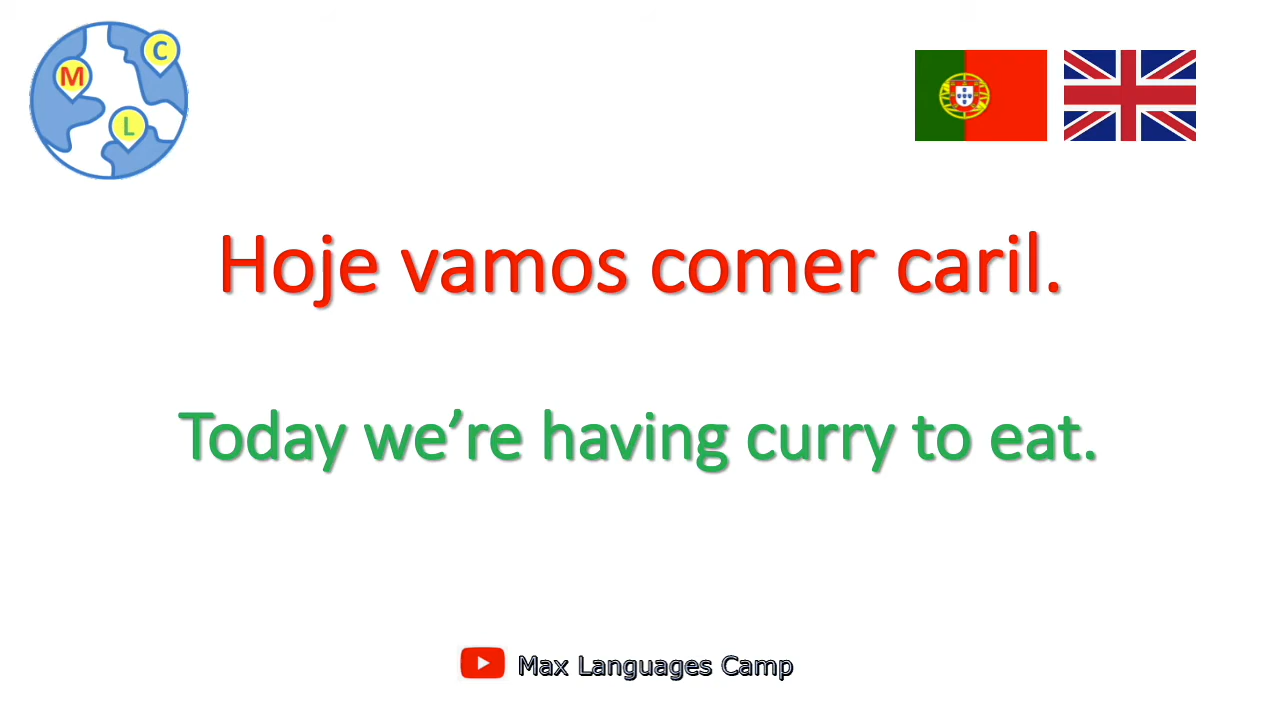 M
C
L
Hoje vamos comer caril.
Today we’re having curry to eat.
Max Languages Camp